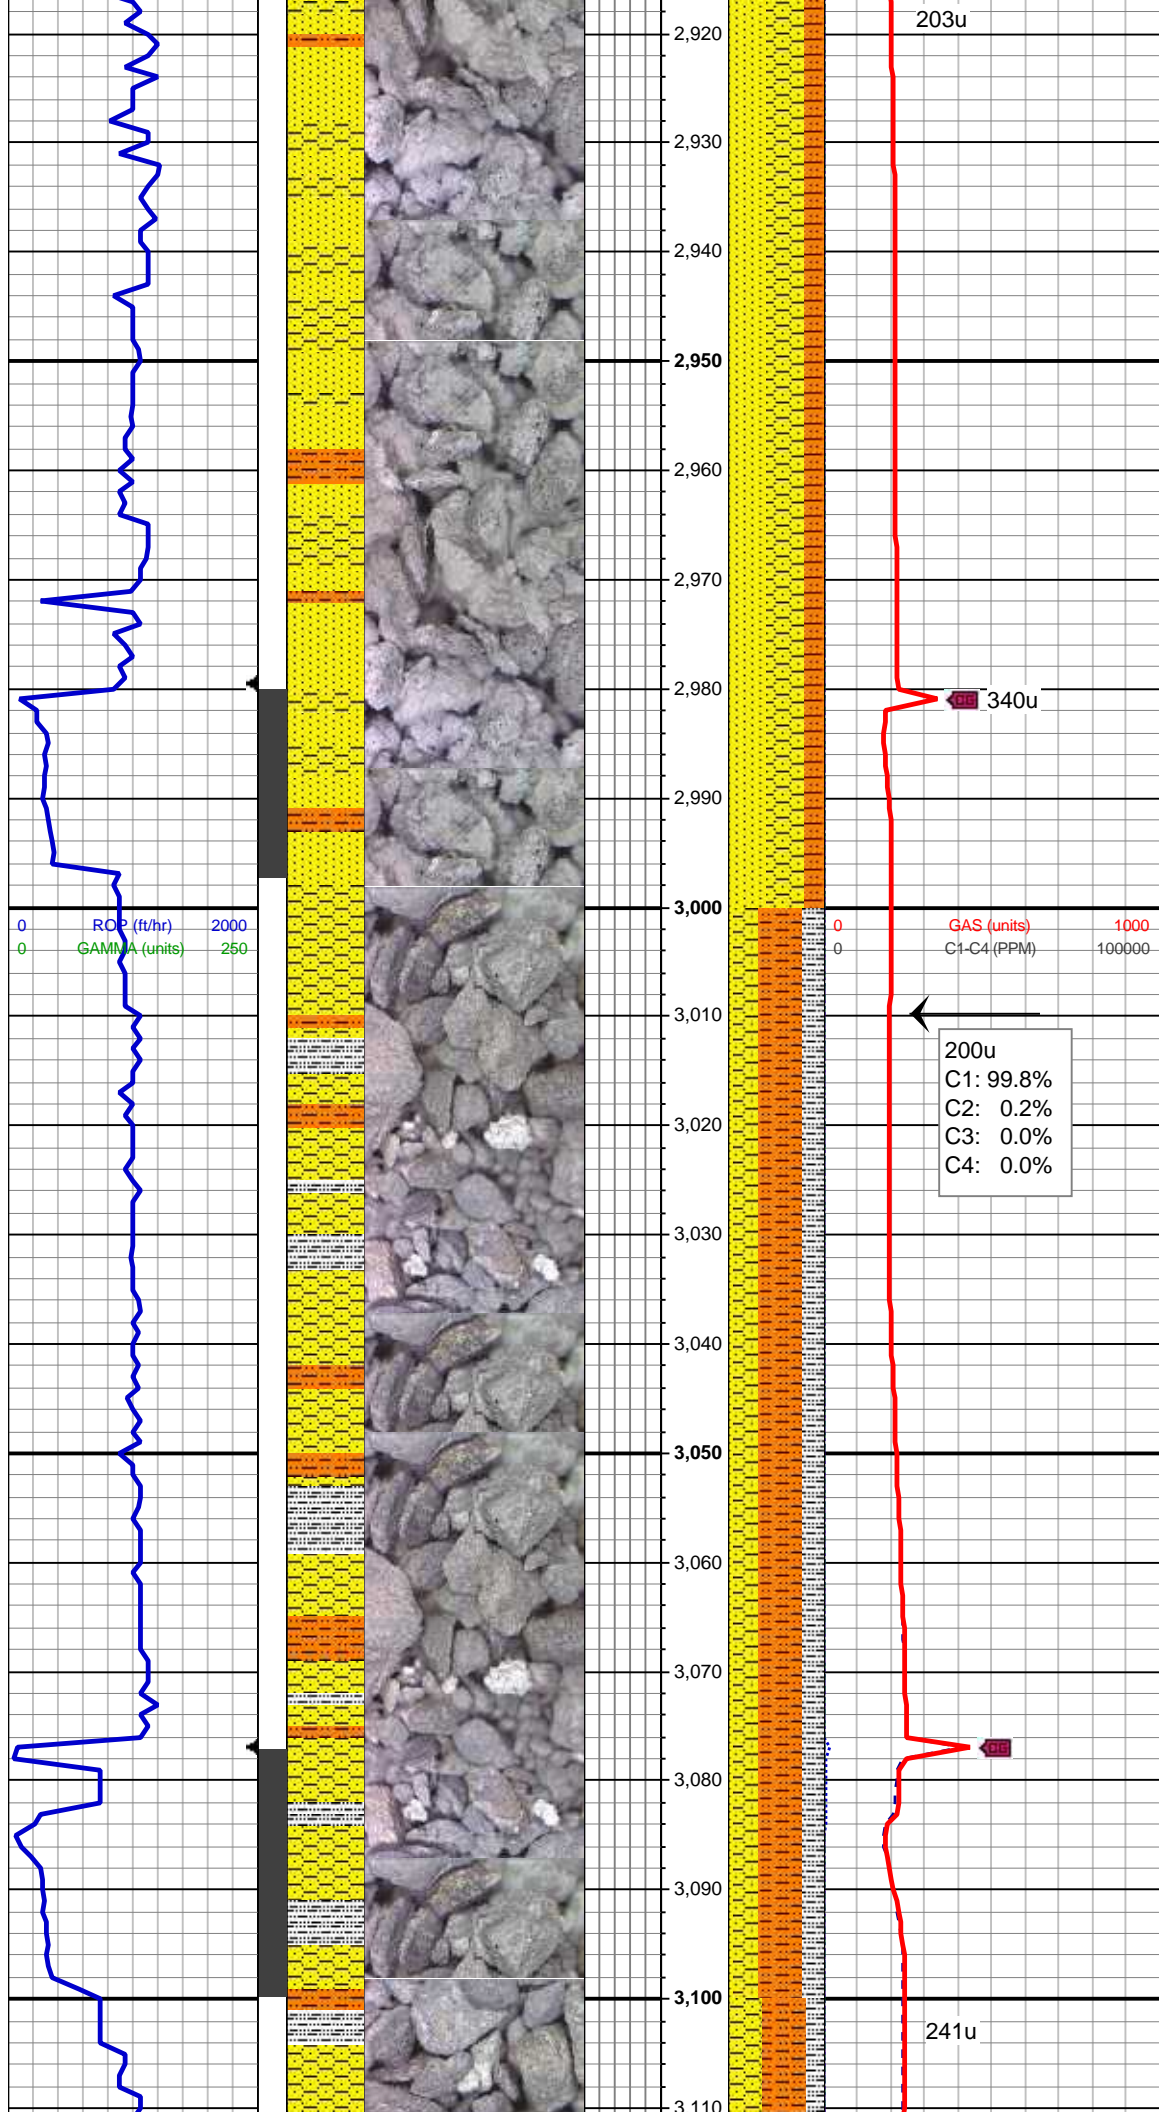 203u
2,920
2,930
2,940
2,950
2,960
2,970
2,980
CG 340u
2,990
3,000
0 ROP (ft/hr) 2000
0 GAMMA (units) 250
0 GAS (units) 1000
0 C1-C4 (PPM) 100000
3,010
200u
C1: 99.8%
C2: 0.2%
C3: 0.0%
C4: 0.0%
3,020
3,030
3,040
3,050
3,060
3,070
CG
3,080
3,090
3,100
241u
3,110